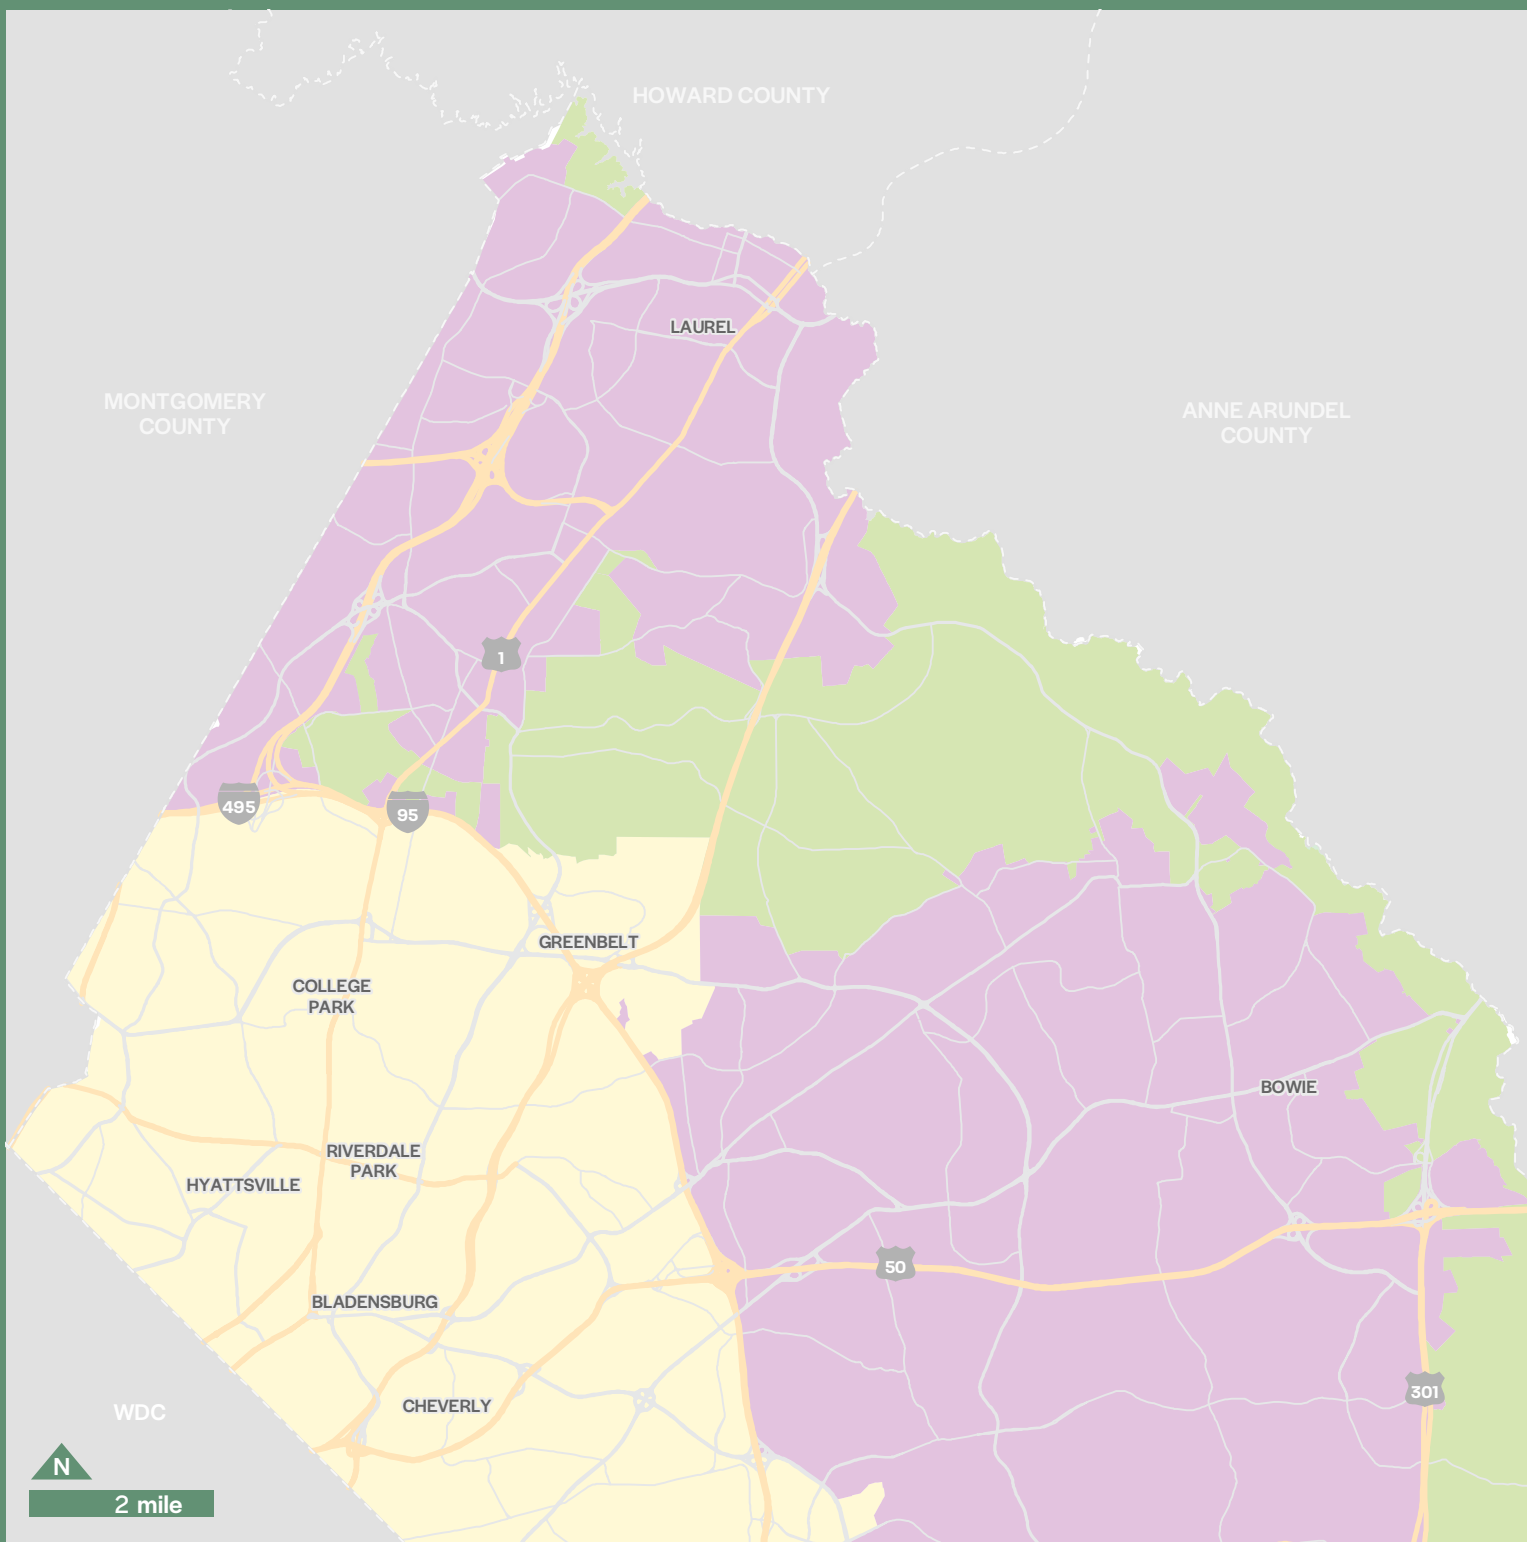 HOWARD COUNTY
LAUREL
MONTGOMERY
COUNTY
ANNE ARUNDEL
COUNTY
1
495
95
GREENBELT
COLLEGE
PARK
BOWIE
RIVERDALE
PARK
HYATTSVILLE
50
BLADENSBURG
301
CHEVERLY
WDC
N
2 mile